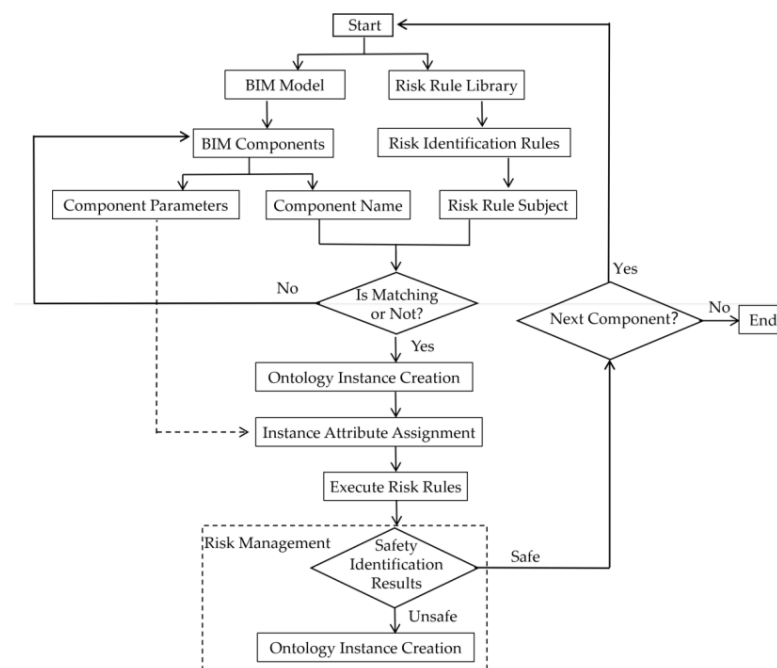 Start
BIM Model
Risk Rule Library
BIM Components
Risk Identification Rules
Component Parameters
Component Name
Risk Rule Subject
Yes
No
Is Matching
or Not?
Next Component?
No
End
Yes
Ontology Instance Creation
Instance Attribute Assignment
Execute Risk Rules
Risk Management
Safety
Identification
Results
Safe
Unsafe
Ontology Instance Creation